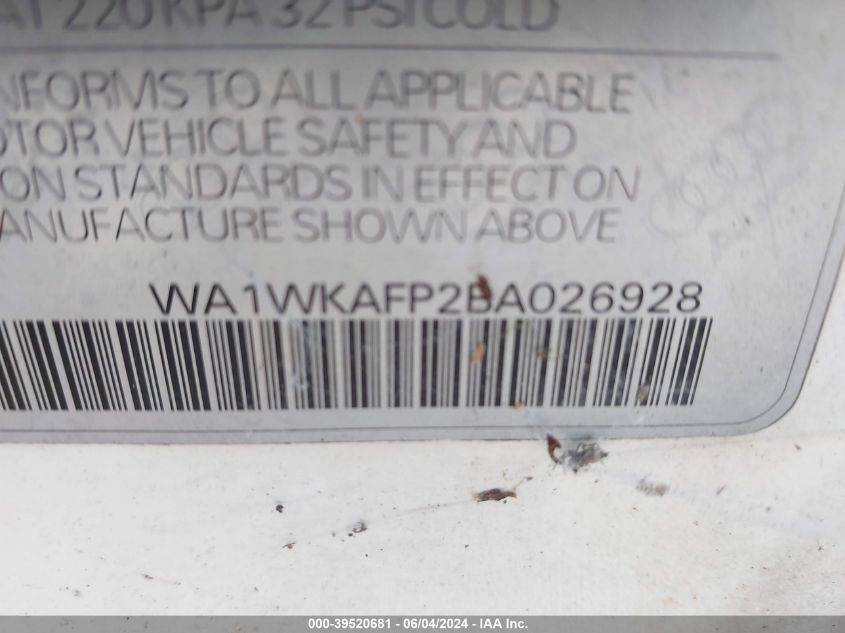 AT 220 KPA 32 PSI COLD
NFORMS TO ALL APPLICABLE
OTOR VEHICLE SAFETY AND
ON STANDARDS IN EFFECT ON
ANUFACTURE SHOWN ABOVE
WA1WKAFP2BA026928
000-39520681 - 06/04/2024 - IAA Inc.